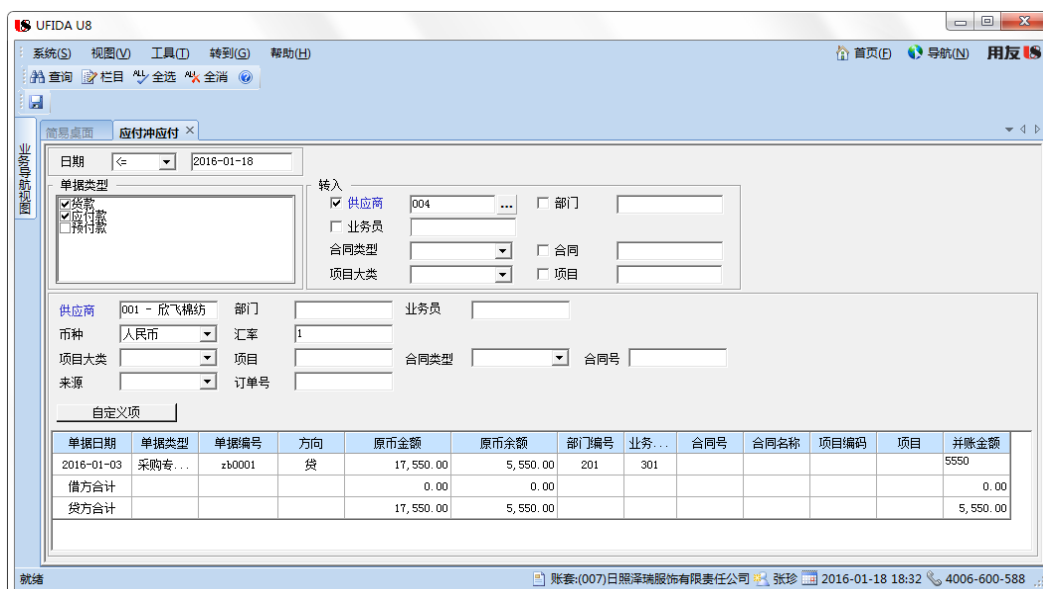 UFIDA U8
系统(S) 视图(V) 工具(T) 转到(G) 帮助(H) 首页(F) 导航(N) 用友
查询 栏目 全选 全消
简易桌面 应付冲应付
业务导航视图
日期 <= 2016-01-18
单据类型 转入
货款 供应商 004 ... 部门
应付款
预付款 业务员
合同类型 合同
项目大类 项目
供应商 001 - 欣飞棉纺 部门 业务员
币种 人民币 汇率 1
项目大类 项目 合同类型 合同号
来源 订单号
自定义项
单据日期 单据类型 单据编号 方向 原币金额 原币余额 部门编号 业务... 合同号 合同名称 项目编码 项目 并账金额
2016-01-03 采购专... zb0001 贷 17,550.00 5,550.00 201 301 5550
借方合计 0.00 0.00 0.00
贷方合计 17,550.00 5,550.00 5,550.00
就绪 账套:(007)日照泽瑞服饰有限责任公司 张珍 2016-01-18 18:32 4006-600-588